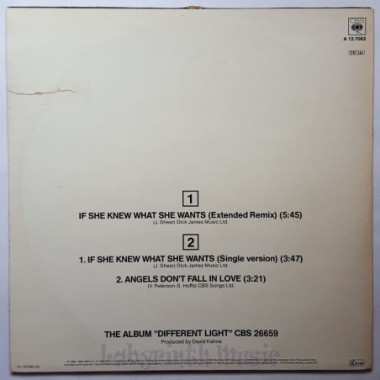 CBS
A 12.7062
1
IF SHE KNEW WHAT SHE WANTS (Extended Remix) (5:45)
(J. Shear) Dick James Music Ltd.
2
1. IF SHE KNEW WHAT SHE WANTS (Single version) (3:47)
(J. Shear) Dick James Music Ltd.
2. ANGELS DON'T FALL IN LOVE (3:21)
(V. Peterson-S. Hoffs) CBS Songs Ltd.
THE ALBUM "DIFFERENT LIGHT" CBS 26659
Produced by David Kahne
Labyrinth Music